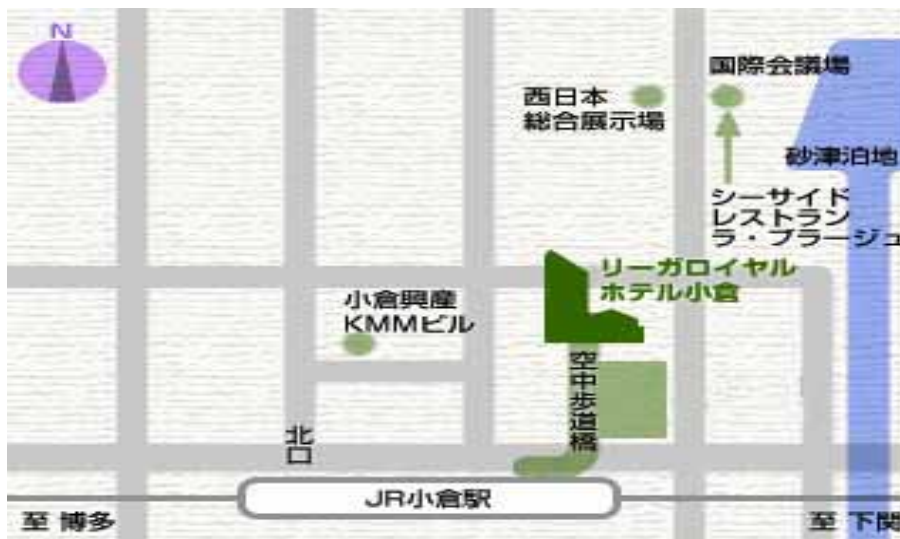 N
国際会議場
西日本
総合展示場
砂津泊地
シーサイド
レストラン
ラ・プラージュ
リーガロイヤル
ホテル小倉
小倉興産
KMMビル
空中歩道橋
北口
JR小倉駅
至 博多
至 下関